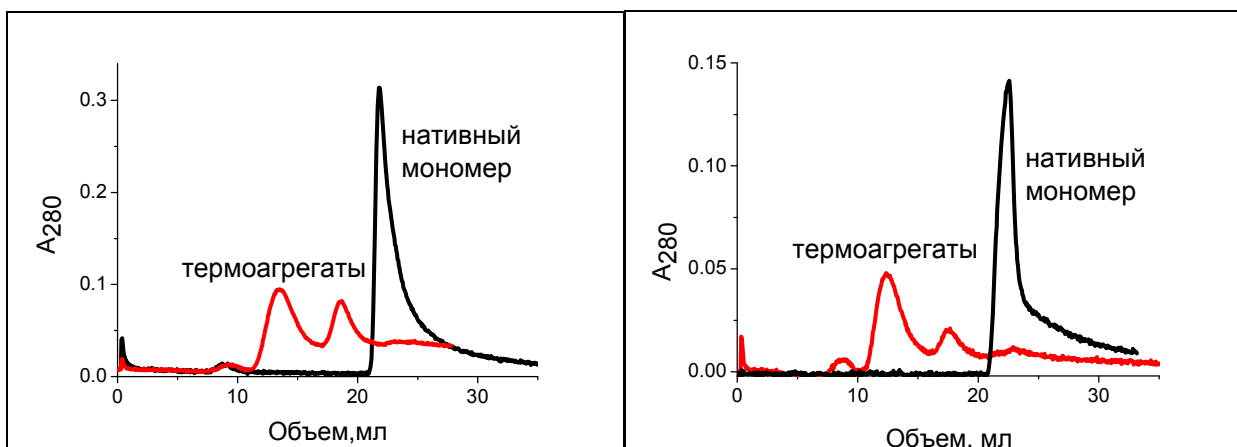 0.3
0.2
0.1
0.0
A280
нативный
мономер
термоагрегаты
0
10
20
30
Объем,мл
0.15
0.10
0.05
0.00
A280
нативный
мономер
термоагрегаты
0
10
20
30
Объем, мл